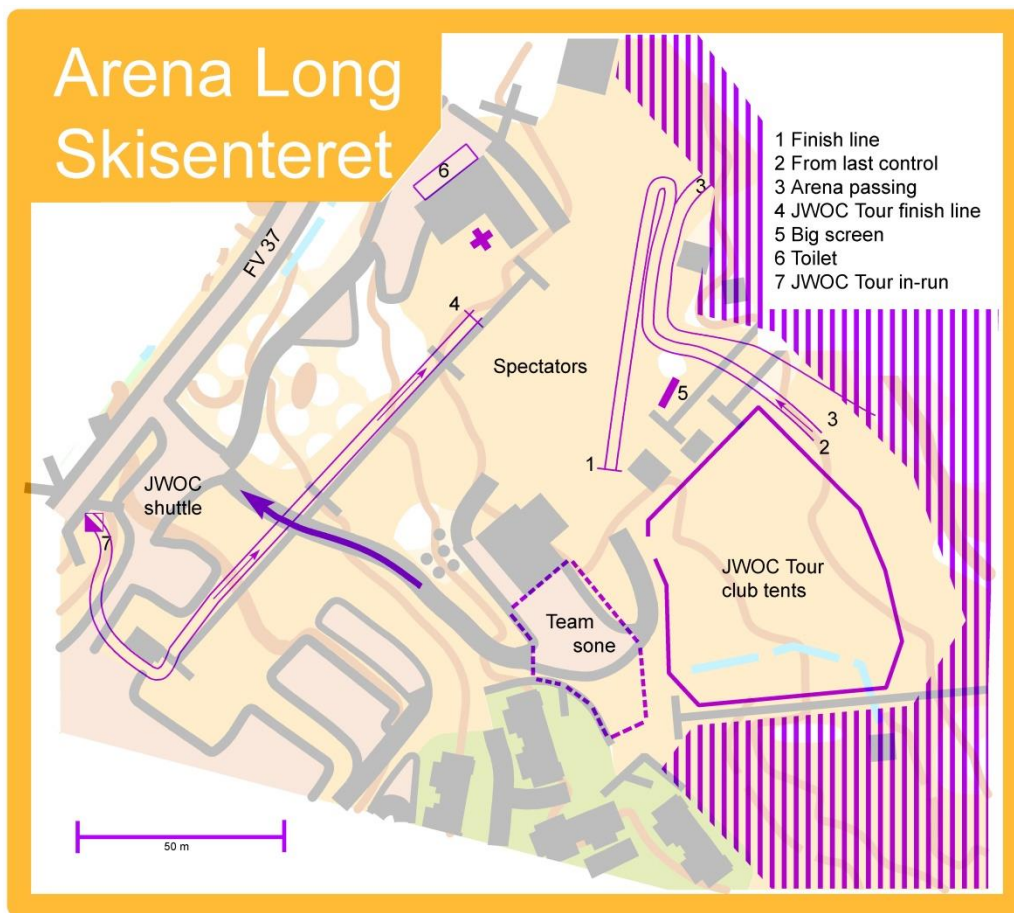 Arena Long
Skisenteret
1 Finish line
2 From last control
3 Arena passing
4 JWOC Tour finish line
5 Big screen
6 Toilet
7 JWOC Tour in-run
6
3
FV 37
4
Spectators
5
3
2
1
JWOC
shuttle
7
JWOC Tour
club tents
Team
sone
50 m